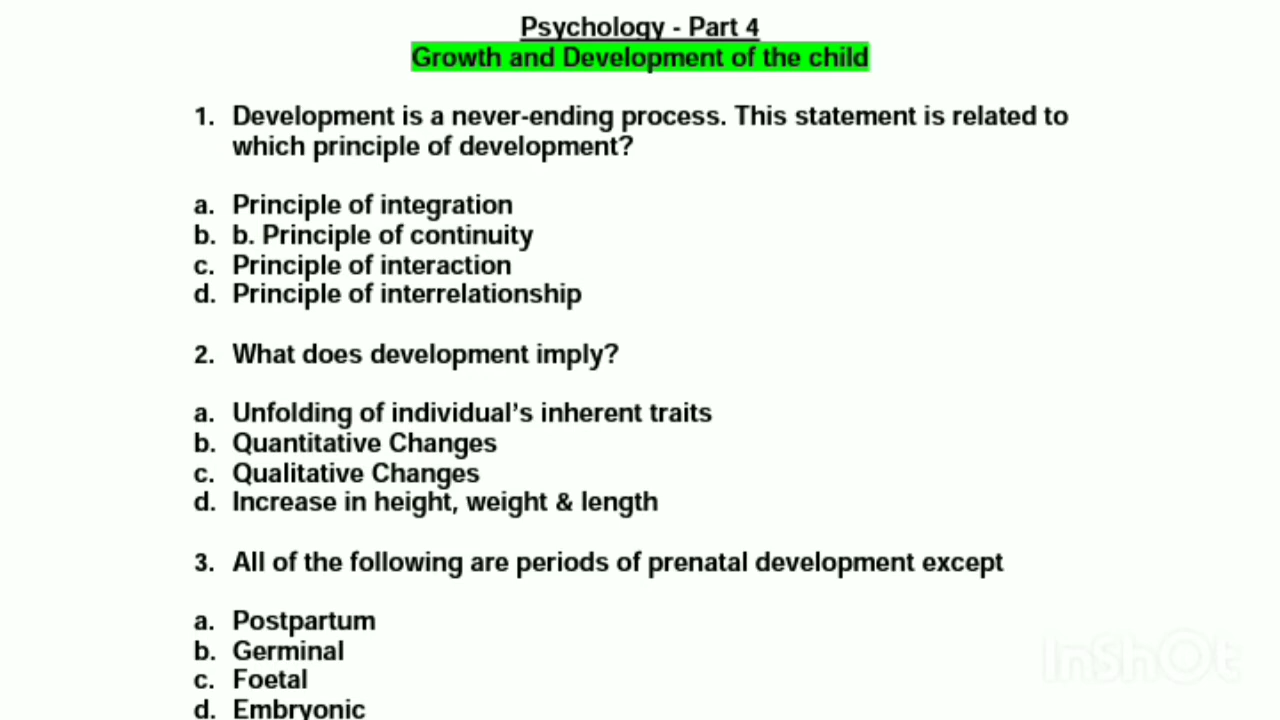 Psychology - Part 4
Growth and Development of the child
1. Development is a never-ending process. This statement is related to
which principle of development?
a. Principle of integration
b. b. Principle of continuity
c. Principle of interaction
d. Principle of interrelationship
2. What does development imply?
a. Unfolding of individual’s inherent traits
b. Quantitative Changes
c. Qualitative Changes
d. Increase in height, weight & length
3. All of the following are periods of prenatal development except
a. Postpartum
b. Germinal
c. Foetal
d. Embryonic
InShOt